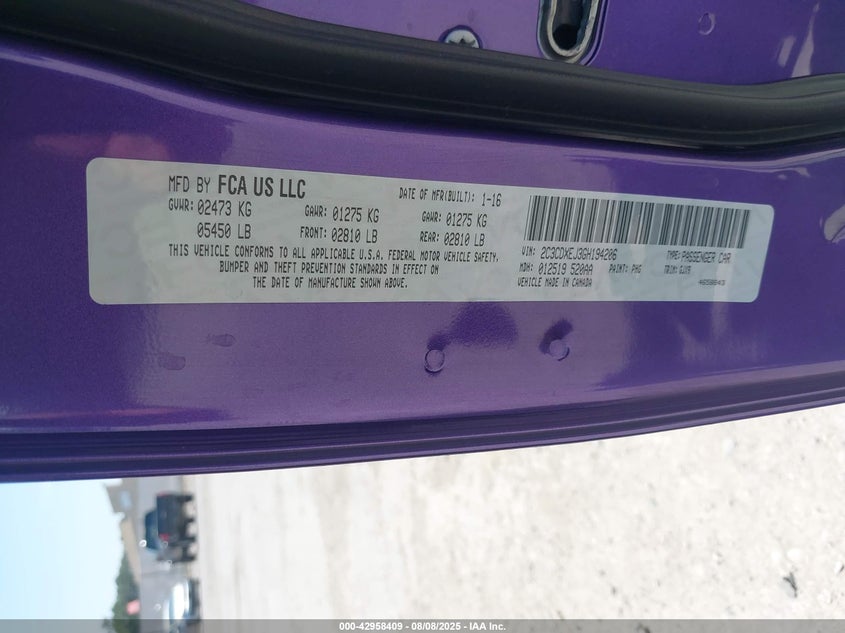 MFD BY FCA US LLC
DATE OF MFR(BUILT): 1-16
GVWR: 02473 KG GAWR: 01275 KG GAWR: 01275 KG
05450 LB FRONT: 02810 LB REAR: 02810 LB
THIS VEHICLE CONFORMS TO ALL APPLICABLE U.S.A. FEDERAL MOTOR VEHICLE SAFETY,
BUMPER AND THEFT PREVENTION STANDARDS IN EFFECT ON
THE DATE OF MANUFACTURE SHOWN ABOVE.
VIN: 2C3CDXEJ3GH194206 TYPE: PASSENGER CAR
MDH: 012519 520AA PAINT: PHG TRIM:
VEHICLE MADE IN CANADA
000-42958409 - 08/08/2025 - IAA Inc.